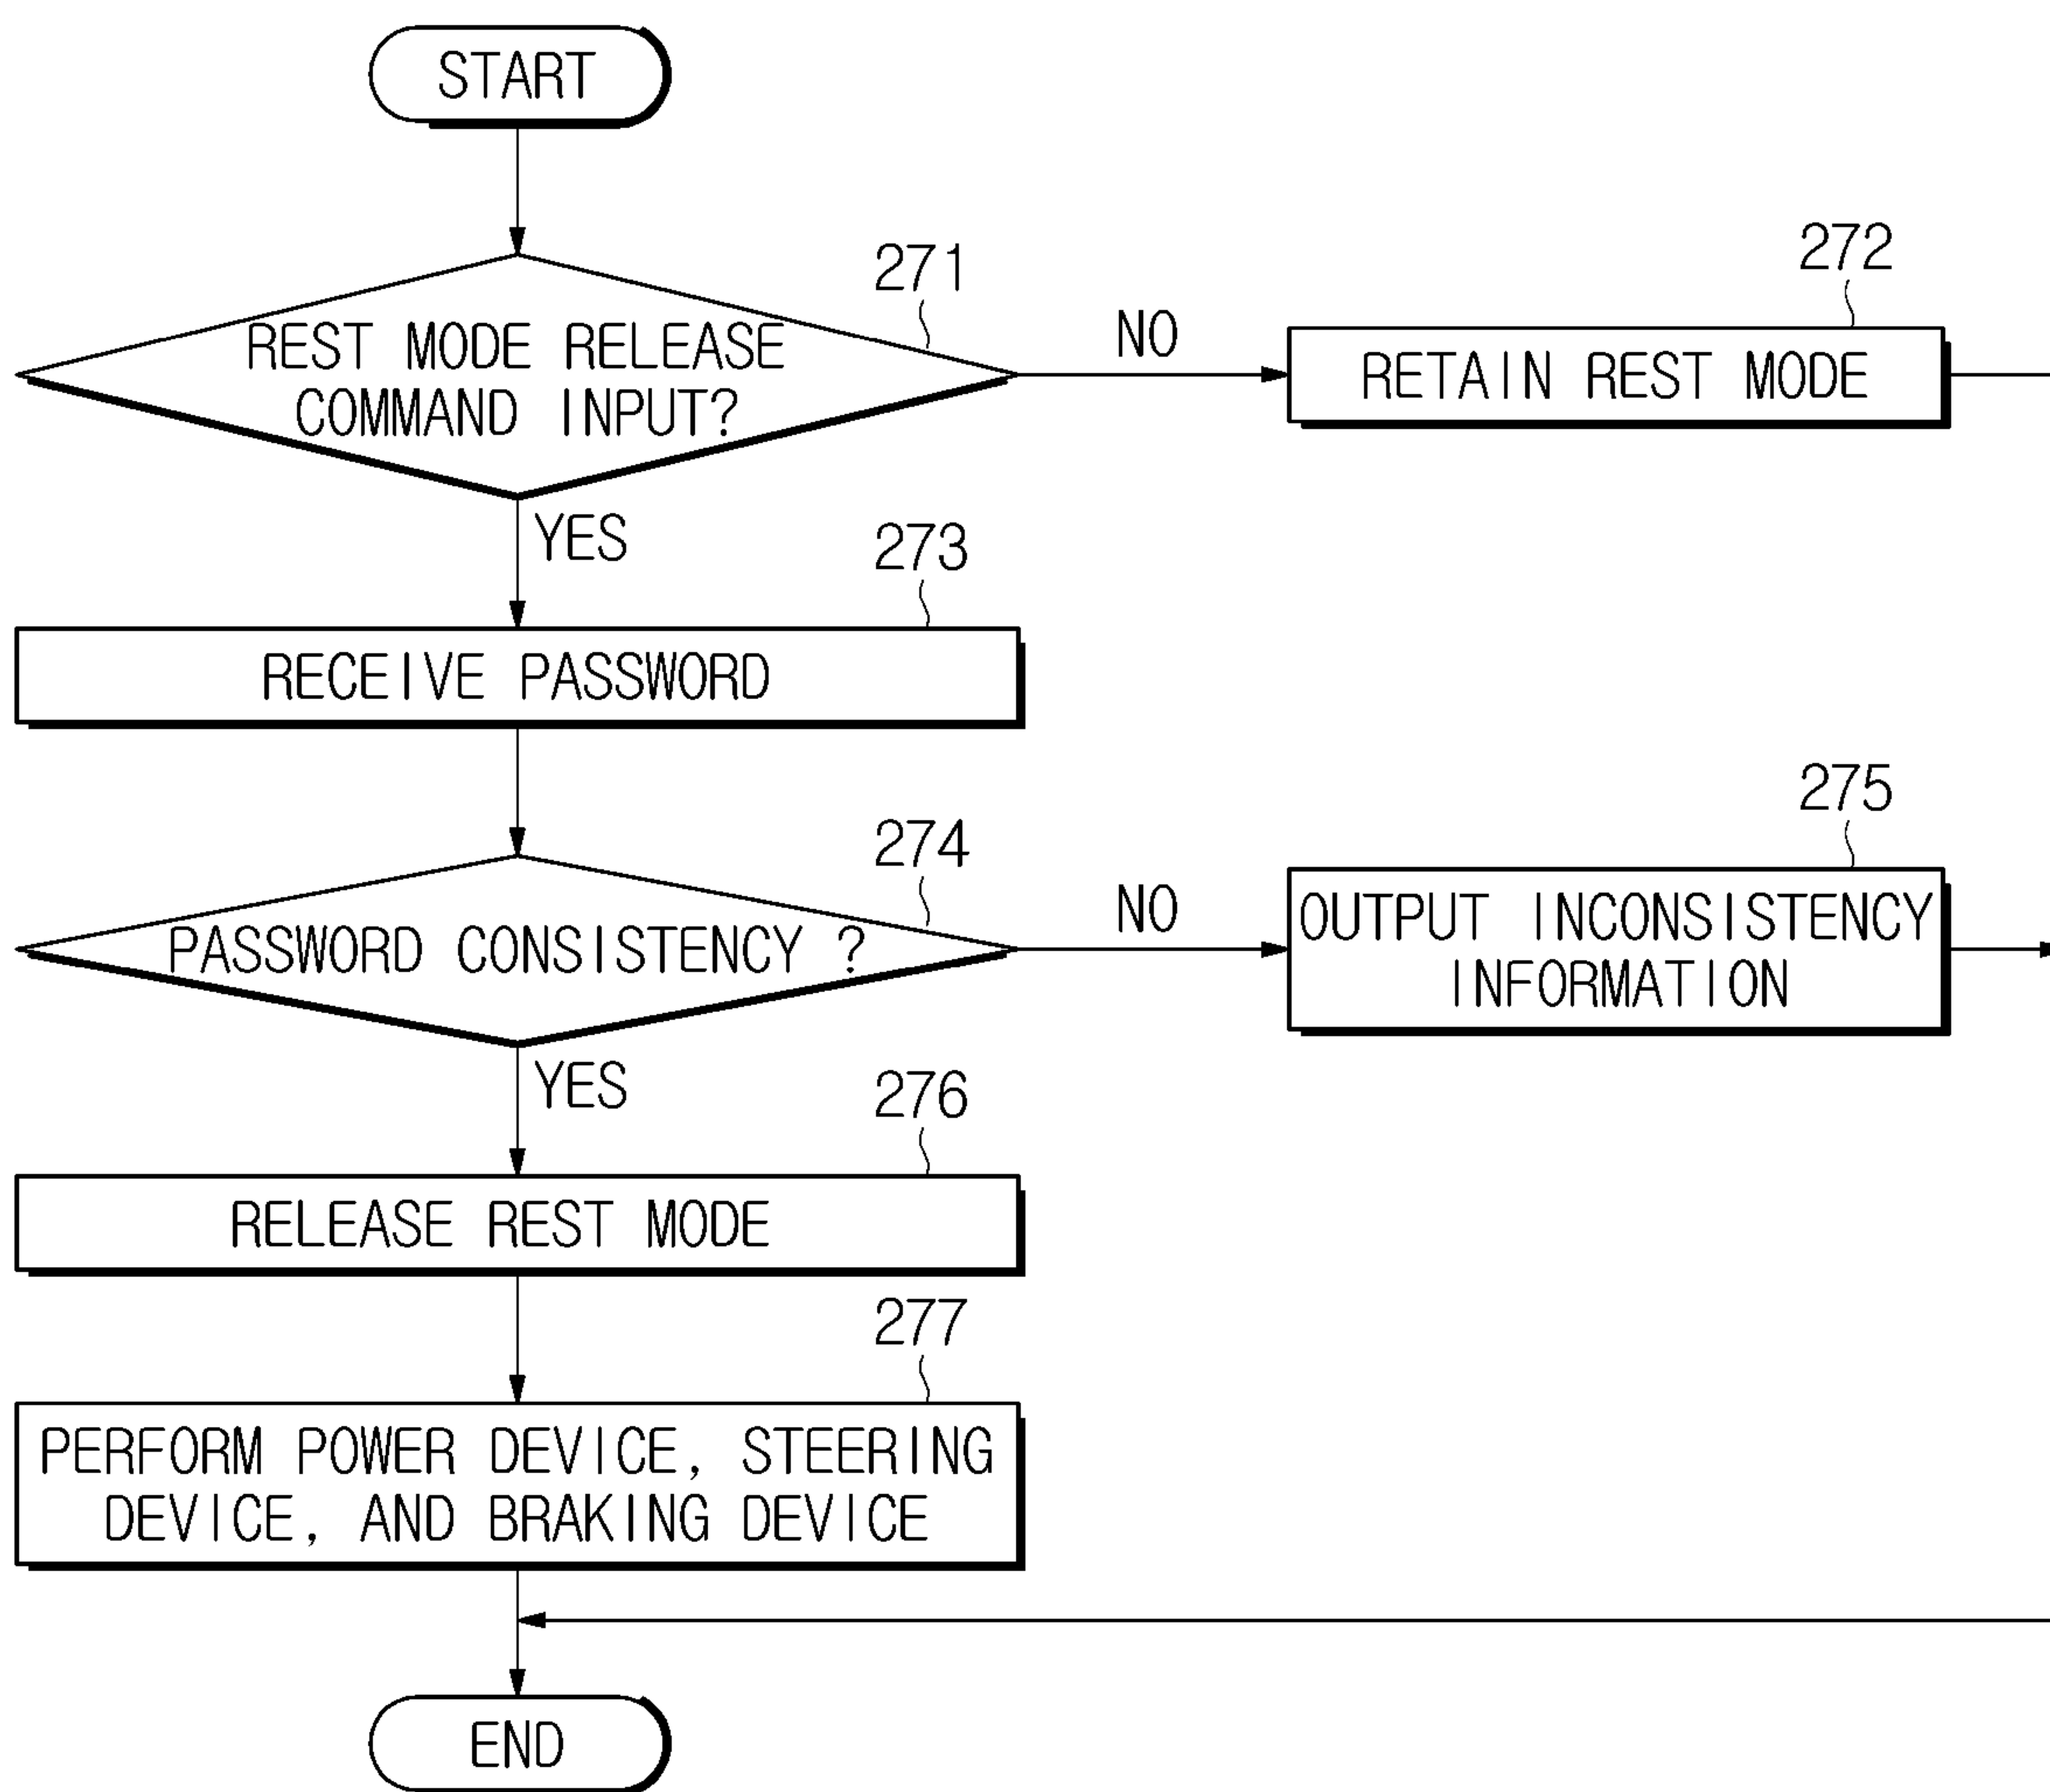 START
271
REST MODE RELEASE
COMMAND INPUT?
NO
272
RETAIN REST MODE
YES
273
RECEIVE PASSWORD
274
PASSWORD CONSISTENCY ?
NO
275
OUTPUT INCONSISTENCY
INFORMATION
YES
276
RELEASE REST MODE
277
PERFORM POWER DEVICE, STEERING
DEVICE, AND BRAKING DEVICE
END